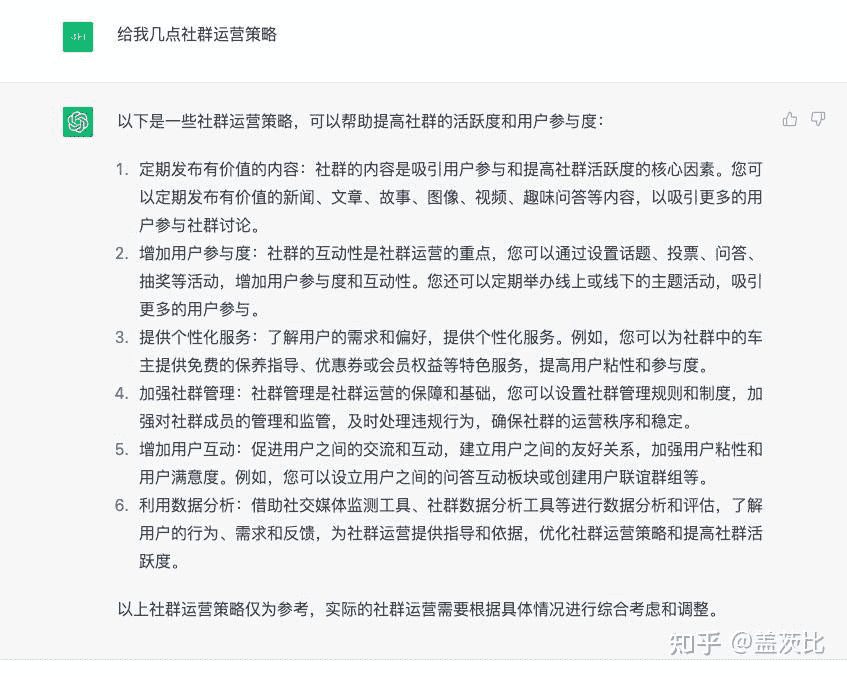 给我几点社群运营策略
以下是一些社群运营策略，可以帮助提高社群的活跃度和用户参与度：
1. 定期发布有价值的内容：社群的内容是吸引用户参与和提高社群活跃度的核心因素。您可
以定期发布有价值的新闻、文章、故事、图像、视频、趣味问答等内容，以吸引更多的用
户参与社群讨论。
2. 增加用户参与度：社群的互动性是社群运营的重点，您可以通过设置话题、投票、问答、
抽奖等活动，增加用户参与度和互动性。您还可以定期举办线上或线下的主题活动，吸引
更多的用户参与。
3. 提供个性化服务：了解用户的需求和偏好，提供个性化服务。例如，您可以为社群中的车
主提供免费的保养指导、优惠券或会员权益等特色服务，提高用户粘性和参与度。
4. 加强社群管理：社群管理是社群运营的保障和基础，您可以设置社群管理规则和制度，加
强对社群成员的管理和监管，及时处理违规行为，确保社群的运营秩序和稳定。
5. 增加用户互动：促进用户之间的交流和互动，建立用户之间的友好关系，加强用户粘性和
用户满意度。例如，您可以设立用户之间的问答互动板块或创建用户联谊群组等。
6. 利用数据分析：借助社交媒体监测工具、社群数据分析工具等进行数据分析和评估，了解
用户的行为、需求和反馈，为社群运营提供指导和依据，优化社群运营策略和提高社群活
跃度。
以上社群运营策略仅为参考，实际的社群运营需要根据具体情况进行综合考虑和调整。
知乎 @盖茨比